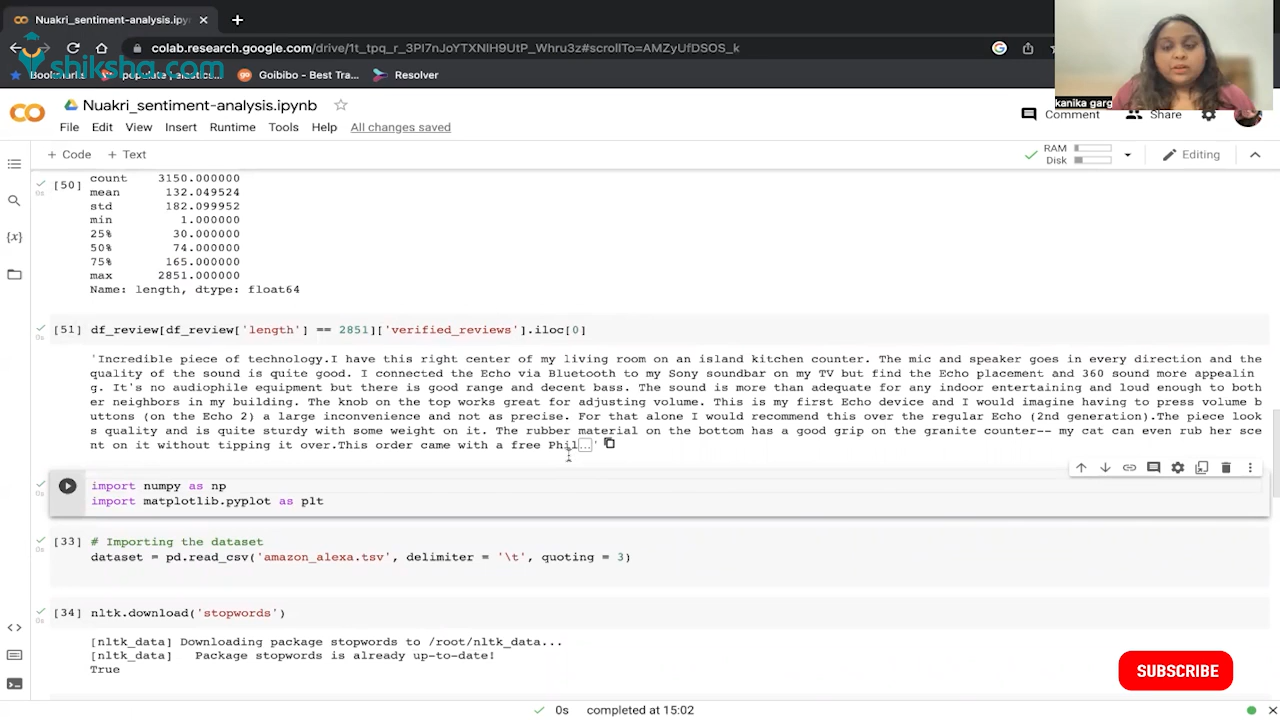 Nuakri_sentiment-analysis.ipyn
colab.research.google.com/drive/1t_tpq_r_3PI7nJoYTXNlH9UtP_Whru3z#scrollTo=AMZyUfDSOS_k
shiksha.com
Bookmarks
populate | elastics...
Goibibo - Best Tra...
Resolver
kanika garg
Nuakri_sentiment-analysis.ipynb
Comment
Share
File Edit View Insert Runtime Tools Help All changes saved
+ Code + Text
RAM
Disk
Editing
[50]
count 3150.000000
mean 132.049524
std 182.099952
min 1.000000
25% 30.000000
50% 74.000000
75% 165.000000
max 2851.000000
Name: length, dtype: float64
0s
[51] df_review[df_review['length'] == 2851]['verified_reviews'].iloc[0]
0s
'Incredible piece of technology.I have this right center of my living room on an island kitchen counter. The mic and speaker goes in every direction and the
quality of the sound is quite good. I connected the Echo via Bluetooth to my Sony soundbar on my TV but find the Echo placement and 360 sound more appealin
g. It's no audiophile equipment but there is good range and decent bass. The sound is more than adequate for any indoor entertaining and loud enough to both
er neighbors in my building. The knob on the top works great for adjusting volume. This is my first Echo device and I would imagine having to press volume b
uttons (on the Echo 2) a large inconvenience and not as precise. For that alone I would recommend this over the regular Echo (2nd generation).The piece look
s quality and is quite sturdy with some weight on it. The rubber material on the bottom has a good grip on the granite counter-- my cat can even rub her sce
nt on it without tipping it over.This order came with a free Phil...'
import numpy as np
import matplotlib.pyplot as plt
0s
[33] # Importing the dataset
dataset = pd.read_csv('amazon_alexa.tsv', delimiter = '\t', quoting = 3)
0s
[34] nltk.download('stopwords')
0s
[nltk_data] Downloading package stopwords to /root/nltk_data...
[nltk_data] Package stopwords is already up-to-date!
True
SUBSCRIBE
0s completed at 15:02